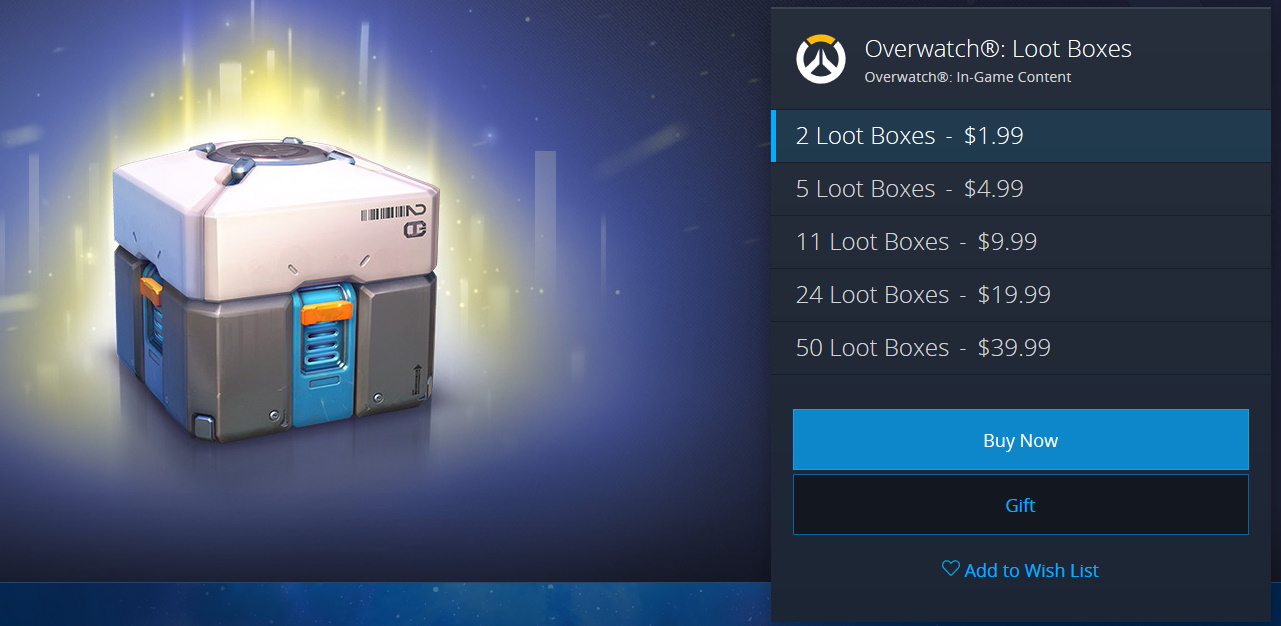 Overwatch®: Loot Boxes
Overwatch®: In-Game Content
2 Loot Boxes - $1.99
5 Loot Boxes - $4.99
11 Loot Boxes - $9.99
24 Loot Boxes - $19.99
50 Loot Boxes - $39.99
Buy Now
Gift
Add to Wish List